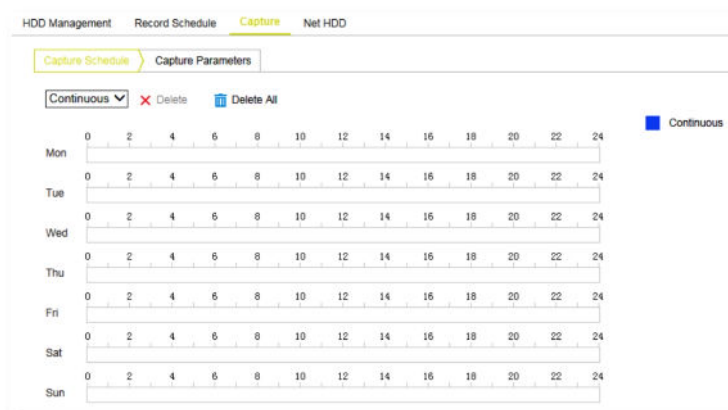 HDD Management Record Schedule Capture Net HDD
Capture Schedule Capture Parameters
Continuous Delete Delete All
Continuous
0 2 4 6 8 10 12 14 16 18 20 22 24
Mon
0 2 4 6 8 10 12 14 16 18 20 22 24
Tue
0 2 4 6 8 10 12 14 16 18 20 22 24
Wed
0 2 4 6 8 10 12 14 16 18 20 22 24
Thu
0 2 4 6 8 10 12 14 16 18 20 22 24
Fri
0 2 4 6 8 10 12 14 16 18 20 22 24
Sat
0 2 4 6 8 10 12 14 16 18 20 22 24
Sun